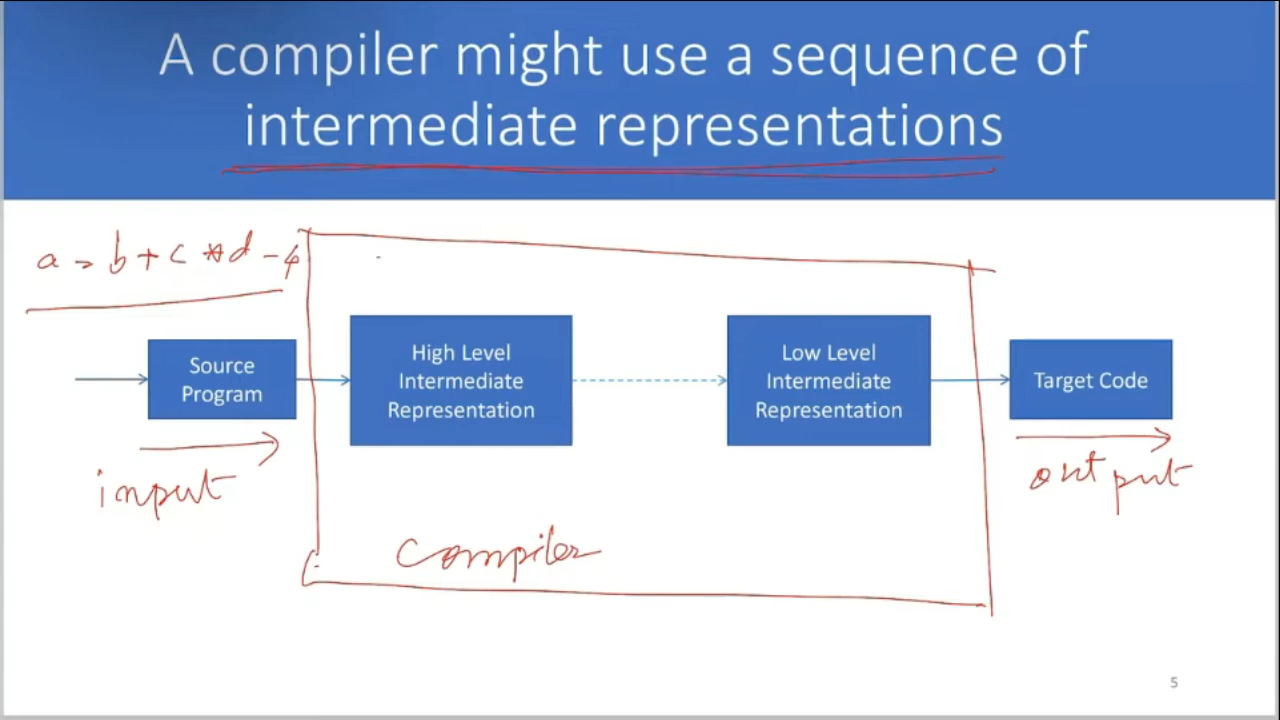 A compiler might use a sequence of
intermediate representations
a = b + c * d - 4
Source
Program
High Level
Intermediate
Representation
Low Level
Intermediate
Representation
Target Code
input
output
compiler
5